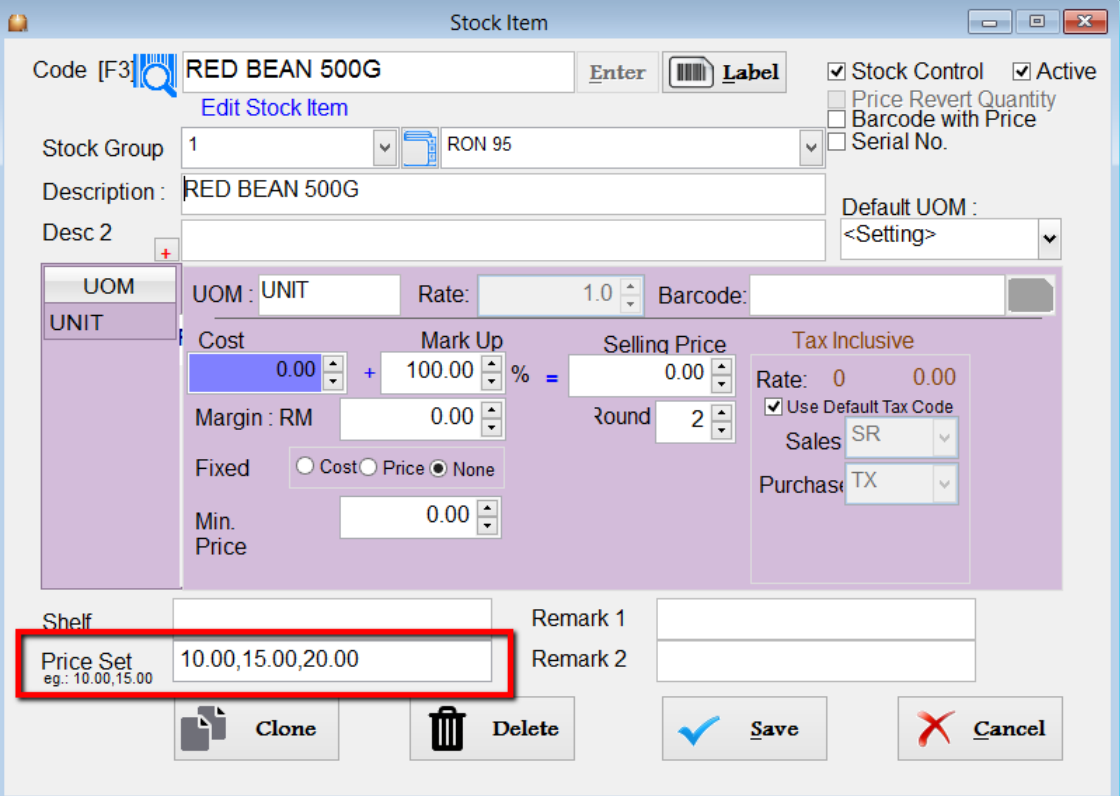 Stock Item
Code [F3] RED BEAN 500G Enter Label
Stock Control Active
Edit Stock Item
Price Revert Quantity
Barcode with Price
Stock Group 1 RON 95 Serial No.
Description : RED BEAN 500G
Default UOM :
Desc 2 <Setting>
+
UOM UOM : UNIT Rate: 1.0 Barcode:
UNIT
Cost Mark Up Selling Price Tax Inclusive
0.00 + 100.00 % = 0.00 Rate: 0 0.00
Use Default Tax Code
Margin : RM 0.00 Round 2
Sales SR
Fixed Cost Price None
Purchase TX
Min. 0.00
Price
Shelf Remark 1
Price Set 10.00,15.00,20.00 Remark 2
eg.: 10.00,15.00
Clone Delete Save Cancel